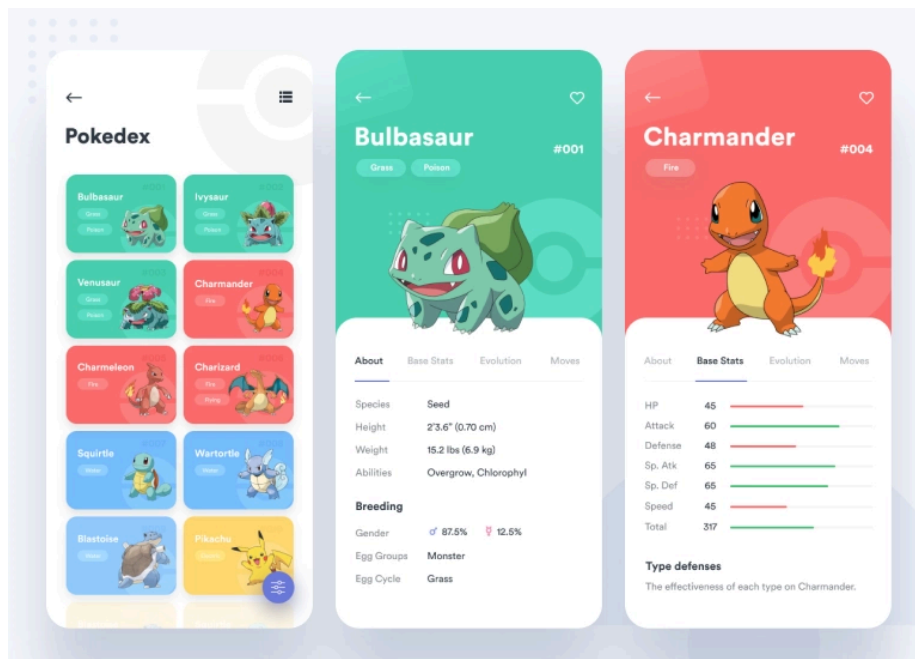 Pokedex
#001
Bulbasaur
Grass
Poison
Ivysaur
Grass
Poison
Venusaur
Grass
Poison
Charmander
Fire
Charmeleon
Fire
Charizard
Fire
Flying
Squirtle
Water
Wartortle
Water
Blastoise
Water
Pikachu
Bulbasaur
#001
Grass Poison
About Base Stats Evolution Moves
Species Seed
Height 2'3.6" (0.70 cm)
Weight 15.2 lbs (6.9 kg)
Abilities Overgrow, Chlorophyl
Breeding
Gender ♂ 87.5% ♀ 12.5%
Egg Groups Monster
Egg Cycle Grass
Charmander
#004
Fire
About Base Stats Evolution Moves
HP 45
Attack 60
Defense 48
Sp. Atk 65
Sp. Def 65
Speed 45
Total 317
Type defenses
The effectiveness of each type on Charmander.